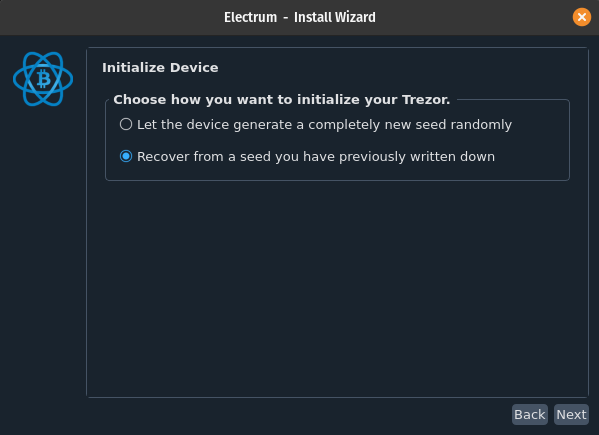 Electrum - Install Wizard
Initialize Device
Choose how you want to initialize your Trezor.
Let the device generate a completely new seed randomly
Recover from a seed you have previously written down
Back Next